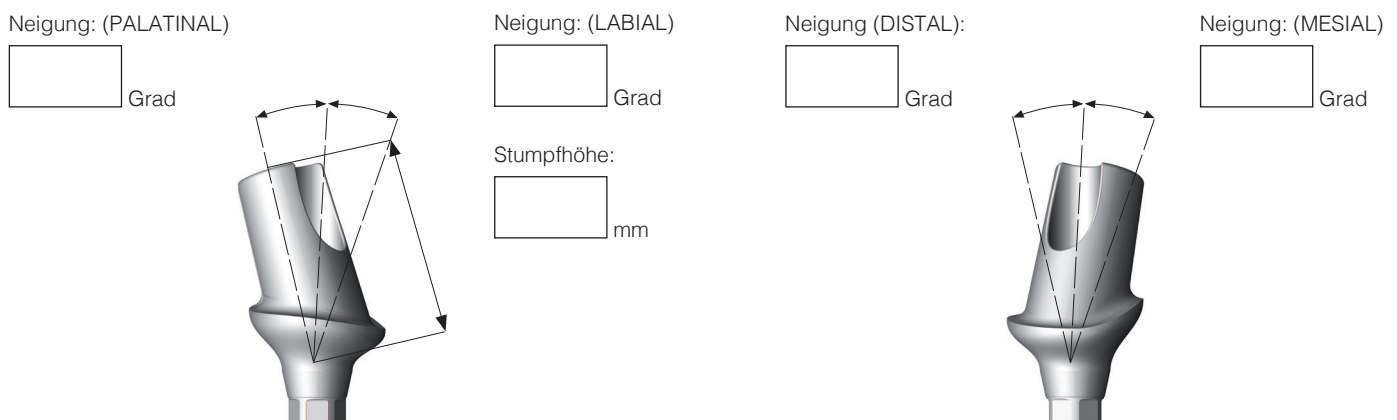 Neigung: (PALATINAL)
Grad
Neigung: (LABIAL)
Grad
Stumpfhöhe:
mm
Neigung (DISTAL):
Grad
Neigung: (MESIAL)
Grad